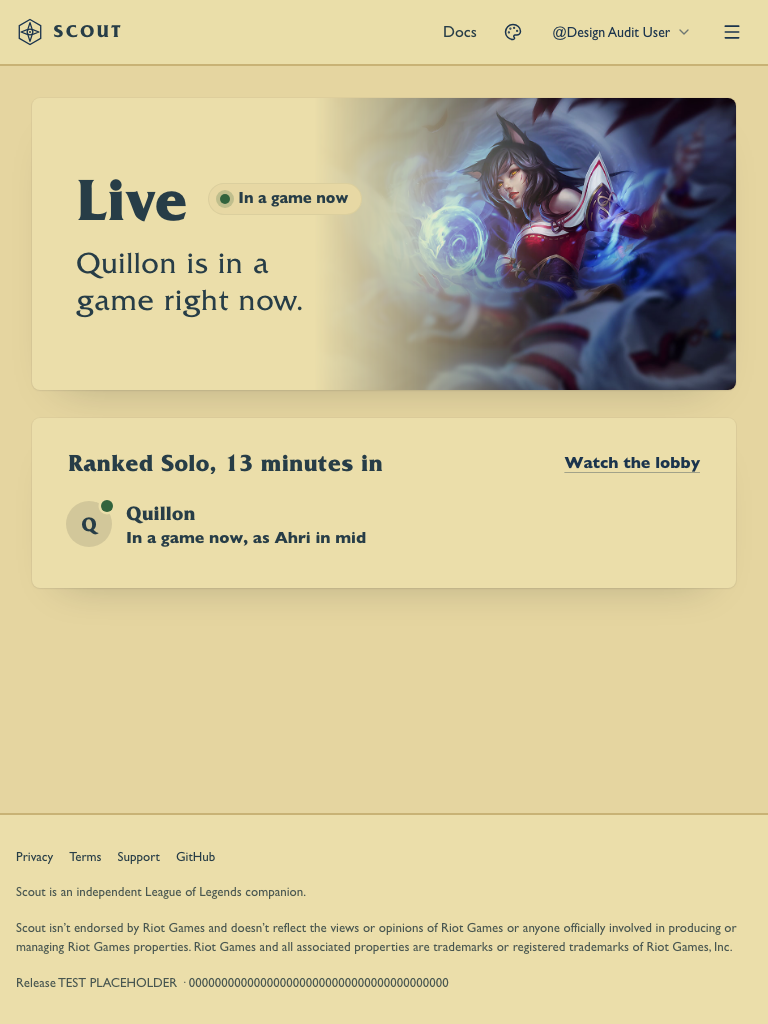 SCOUT
Docs
@Design Audit User
Live
In a game now
Quillon is in a
game right now.
Ranked Solo, 13 minutes in
Watch the lobby
Q
Quillon
In a game now, as Ahri in mid
Privacy Terms Support GitHub
Scout is an independent League of Legends companion.
Scout isn't endorsed by Riot Games and doesn't reflect the views or opinions of Riot Games or anyone officially involved in producing or
managing Riot Games properties. Riot Games and all associated properties are trademarks or registered trademarks of Riot Games, Inc.
Release TEST PLACEHOLDER · 0000000000000000000000000000000000000000